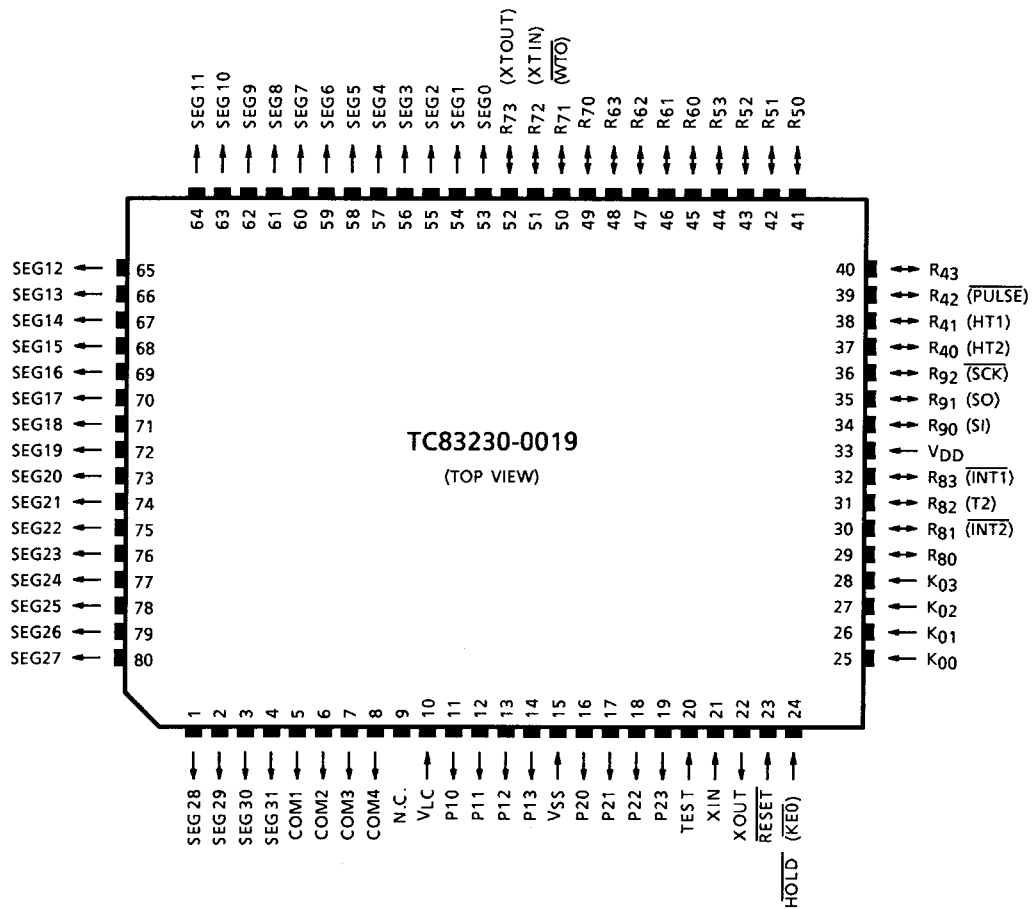 SEG11
SEG10
SEG9
SEG8
SEG7
SEG6
SEG5
SEG4
SEG3
SEG2
SEG1
SEG0
R73 (XTOUT)
R72 (XTIN)
R71 (WTO)
R70
R63
R62
R61
R60
R53
R52
R51
R50
64 63 62 61 60 59 58 57 56 55 54 53 52 51 50 49 48 47 46 45 44 43 42 41
SEG12 65
SEG13 66
SEG14 67
SEG15 68
SEG16 69
SEG17 70
SEG18 71
SEG19 72
SEG20 73
SEG21 74
SEG22 75
SEG23 76
SEG24 77
SEG25 78
SEG26 79
SEG27 80
TC83230-0019
(TOP VIEW)
40 R43
39 R42 (PULSE)
38 R41 (HT1)
37 R40 (HT2)
36 R92 (SCK)
35 R91 (SO)
34 R90 (SI)
33 VDD
32 R83 (INT1)
31 R82 (T2)
30 R81 (INT2)
29 R80
28 K03
27 K02
26 K01
25 K00
1 2 3 4 5 6 7 8 9 10 11 12 13 14 15 16 17 18 19 20 21 22 23 24
SEG28
SEG29
SEG30
SEG31
COM1
COM2
COM3
COM4
N.C.
VLC
P10
P11
P12
P13
VSS
P20
P21
P22
P23
TEST
XIN
XOUT
RESET
HOLD (KE0)